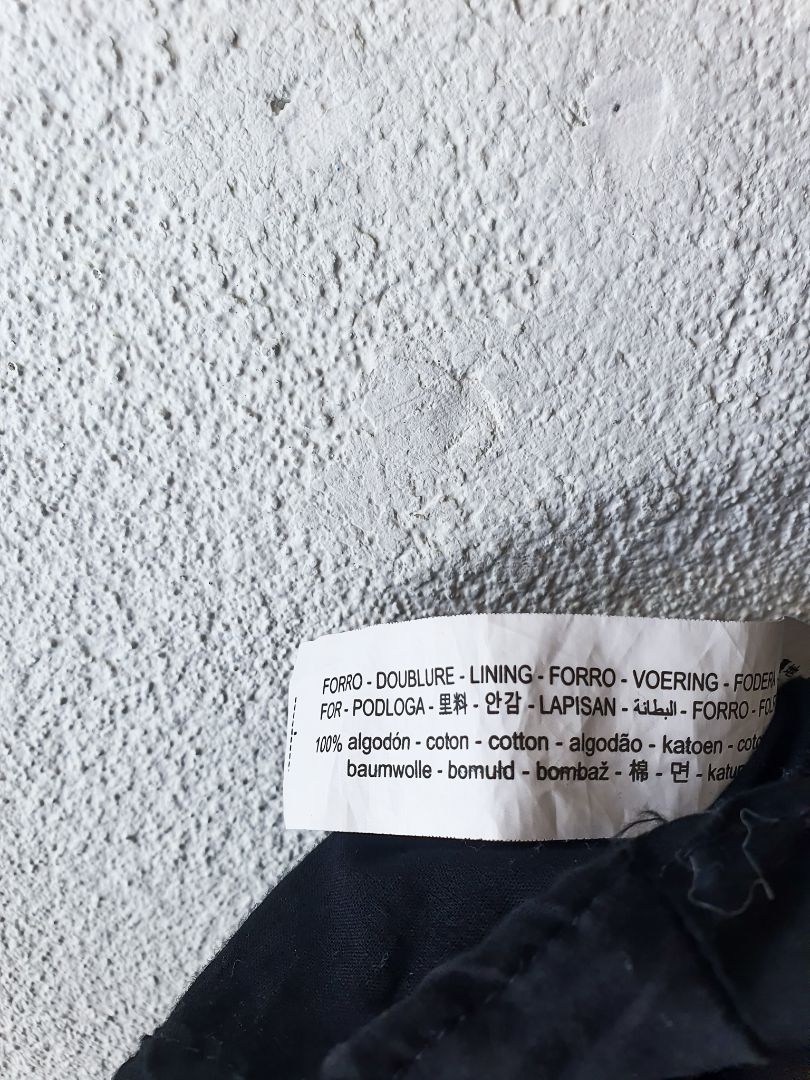 FORRO - DOUBLURE - LINING - FORRO - VOERING - FODERA
FOR - PODLOGA - 里料 - 안감 - LAPISAN - البطانة - FORRO -
100% algodón - coton - cotton - algodão - katoen -
baumwolle - bomuld - bombaž - 棉 - 면 -